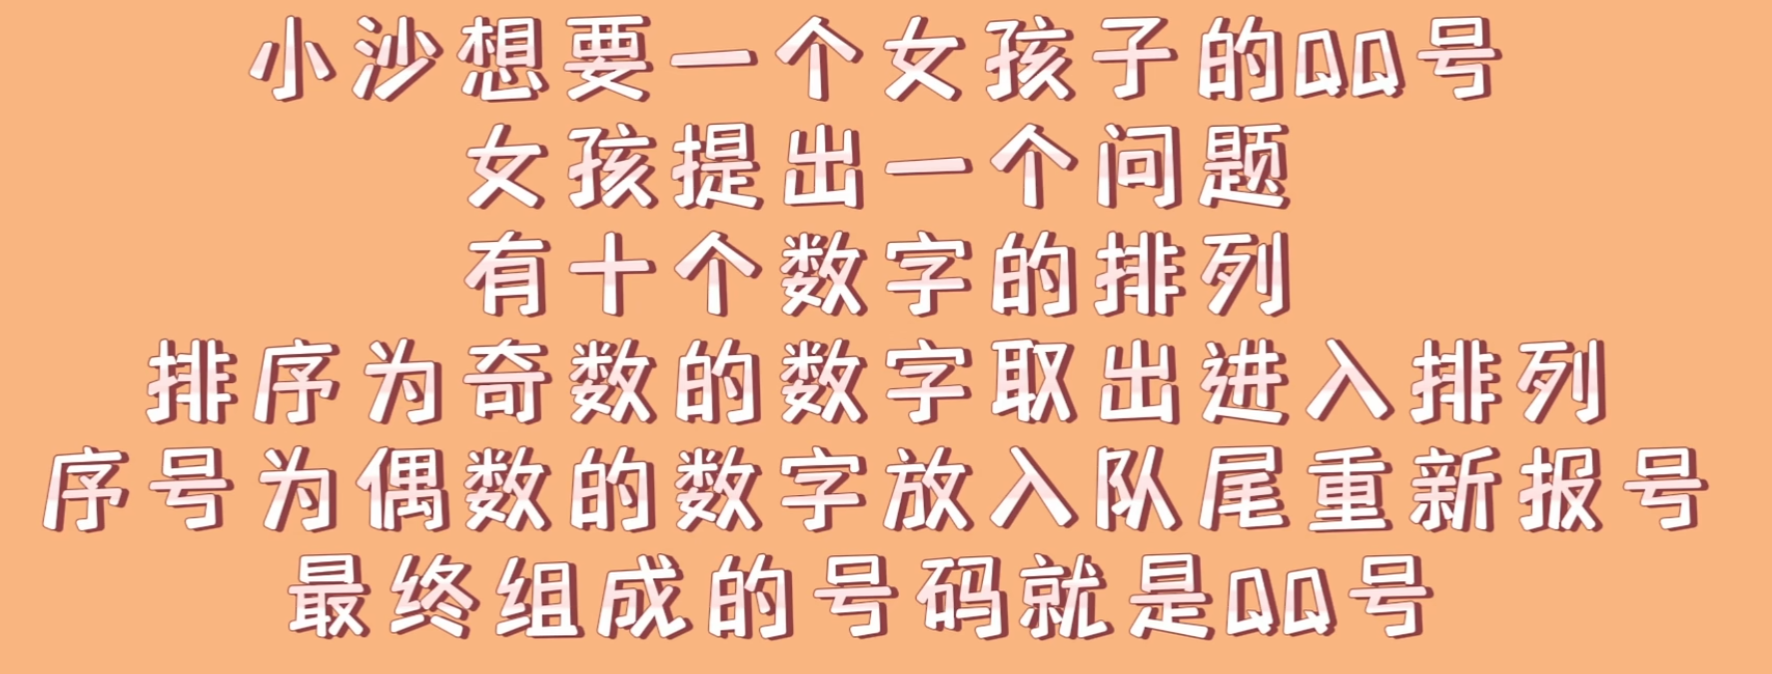 小沙想要一个女孩子的QQ号
女孩提出一个问题
有十个数字的排列
排序为奇数的数字取出进入排列
序号为偶数的数字放入队尾重新报号
最终组成的号码就是QQ号